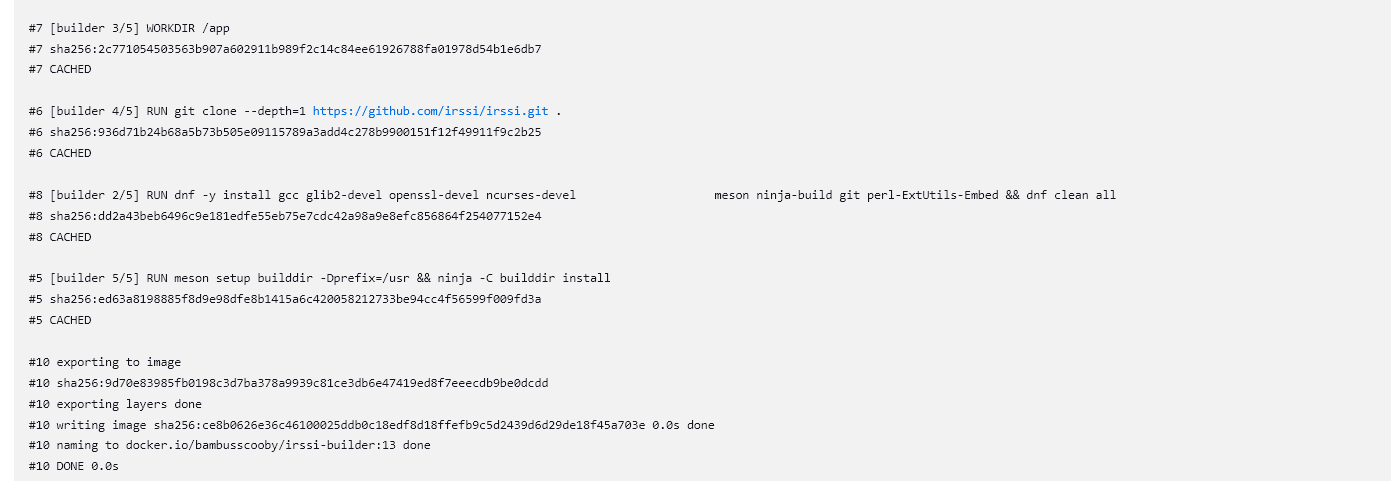 #7 [builder 3/5] WORKDIR /app
#7 sha256:2c771054503563b907a602911b989f2c14c84ee61926788fa01978d54b1e6db7
#7 CACHED
#6 [builder 4/5] RUN git clone --depth=1 https://github.com/irssi/irssi.git .
#6 sha256:936d71b24b68a5b73b505e09115789a3add4c278b9900151f12f49911f9c2b25
#6 CACHED
#8 [builder 2/5] RUN dnf -y install gcc glib2-devel openssl-devel ncurses-devel                    meson ninja-build git perl-ExtUtils-Embed && dnf clean all
#8 sha256:dd2a43beb6496c9e181edfe55eb75e7cdc42a98a9e8efc856864f254077152e4
#8 CACHED
#5 [builder 5/5] RUN meson setup builddir -Dprefix=/usr && ninja -C builddir install
#5 sha256:ed63a8198885f8d9e98dfe8b1415a6c420058212733be94cc4f56599f009fd3a
#5 CACHED
#10 exporting to image
#10 sha256:9d70e83985fb0198c3d7ba378a9939c81ce3db6e47419ed8f7eeecdb9be0dcdd
#10 exporting layers done
#10 writing image sha256:ce8b0626e36c46100025ddb0c18edf8d18ffefb9c5d2439d6d29de18f45a703e 0.0s done
#10 naming to docker.io/bambusscooby/irssi-builder:13 done
#10 DONE 0.0s